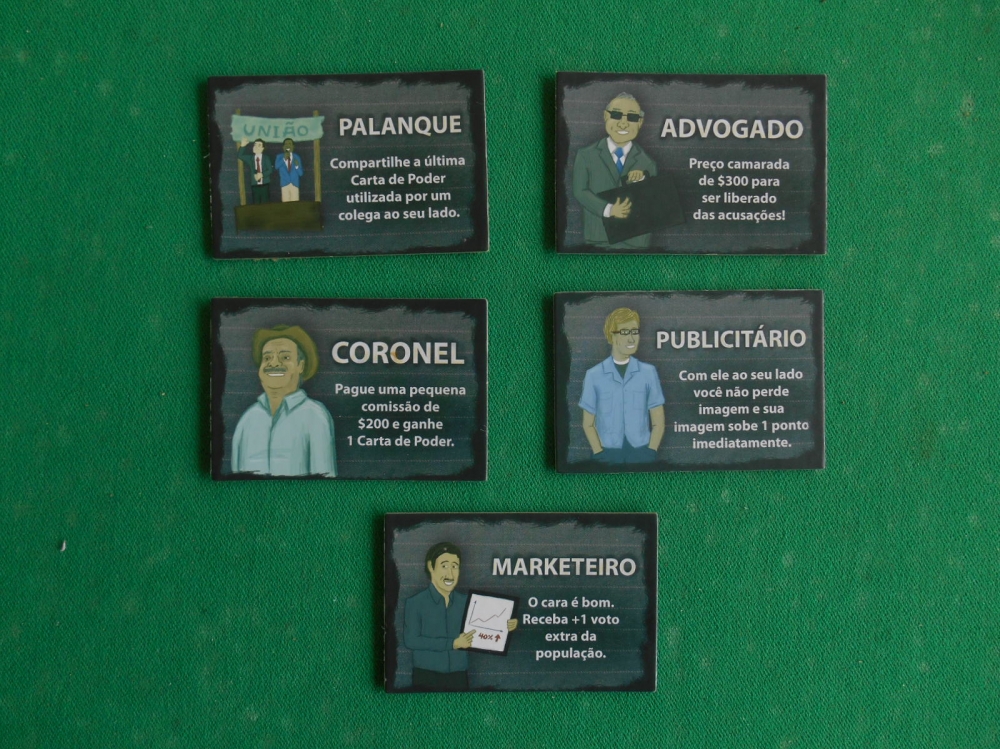 UNIÃO
PALANQUE
Compartilhe a última
Carta de Poder
utilizada por um
colega ao seu lado.
ADVOGADO
Preço camarada
de $300 para
ser liberado
das acusações!
CORONEL
Pague uma pequena
comissão de
$200 e ganhe
1 Carta de Poder.
PUBLICITÁRIO
Com ele ao seu lado
você não perde
imagem e sua
imagem sobe 1 ponto
imediatamente.
MARKETEIRO
O cara é bom.
Receba +1 voto
extra da
população.
40%